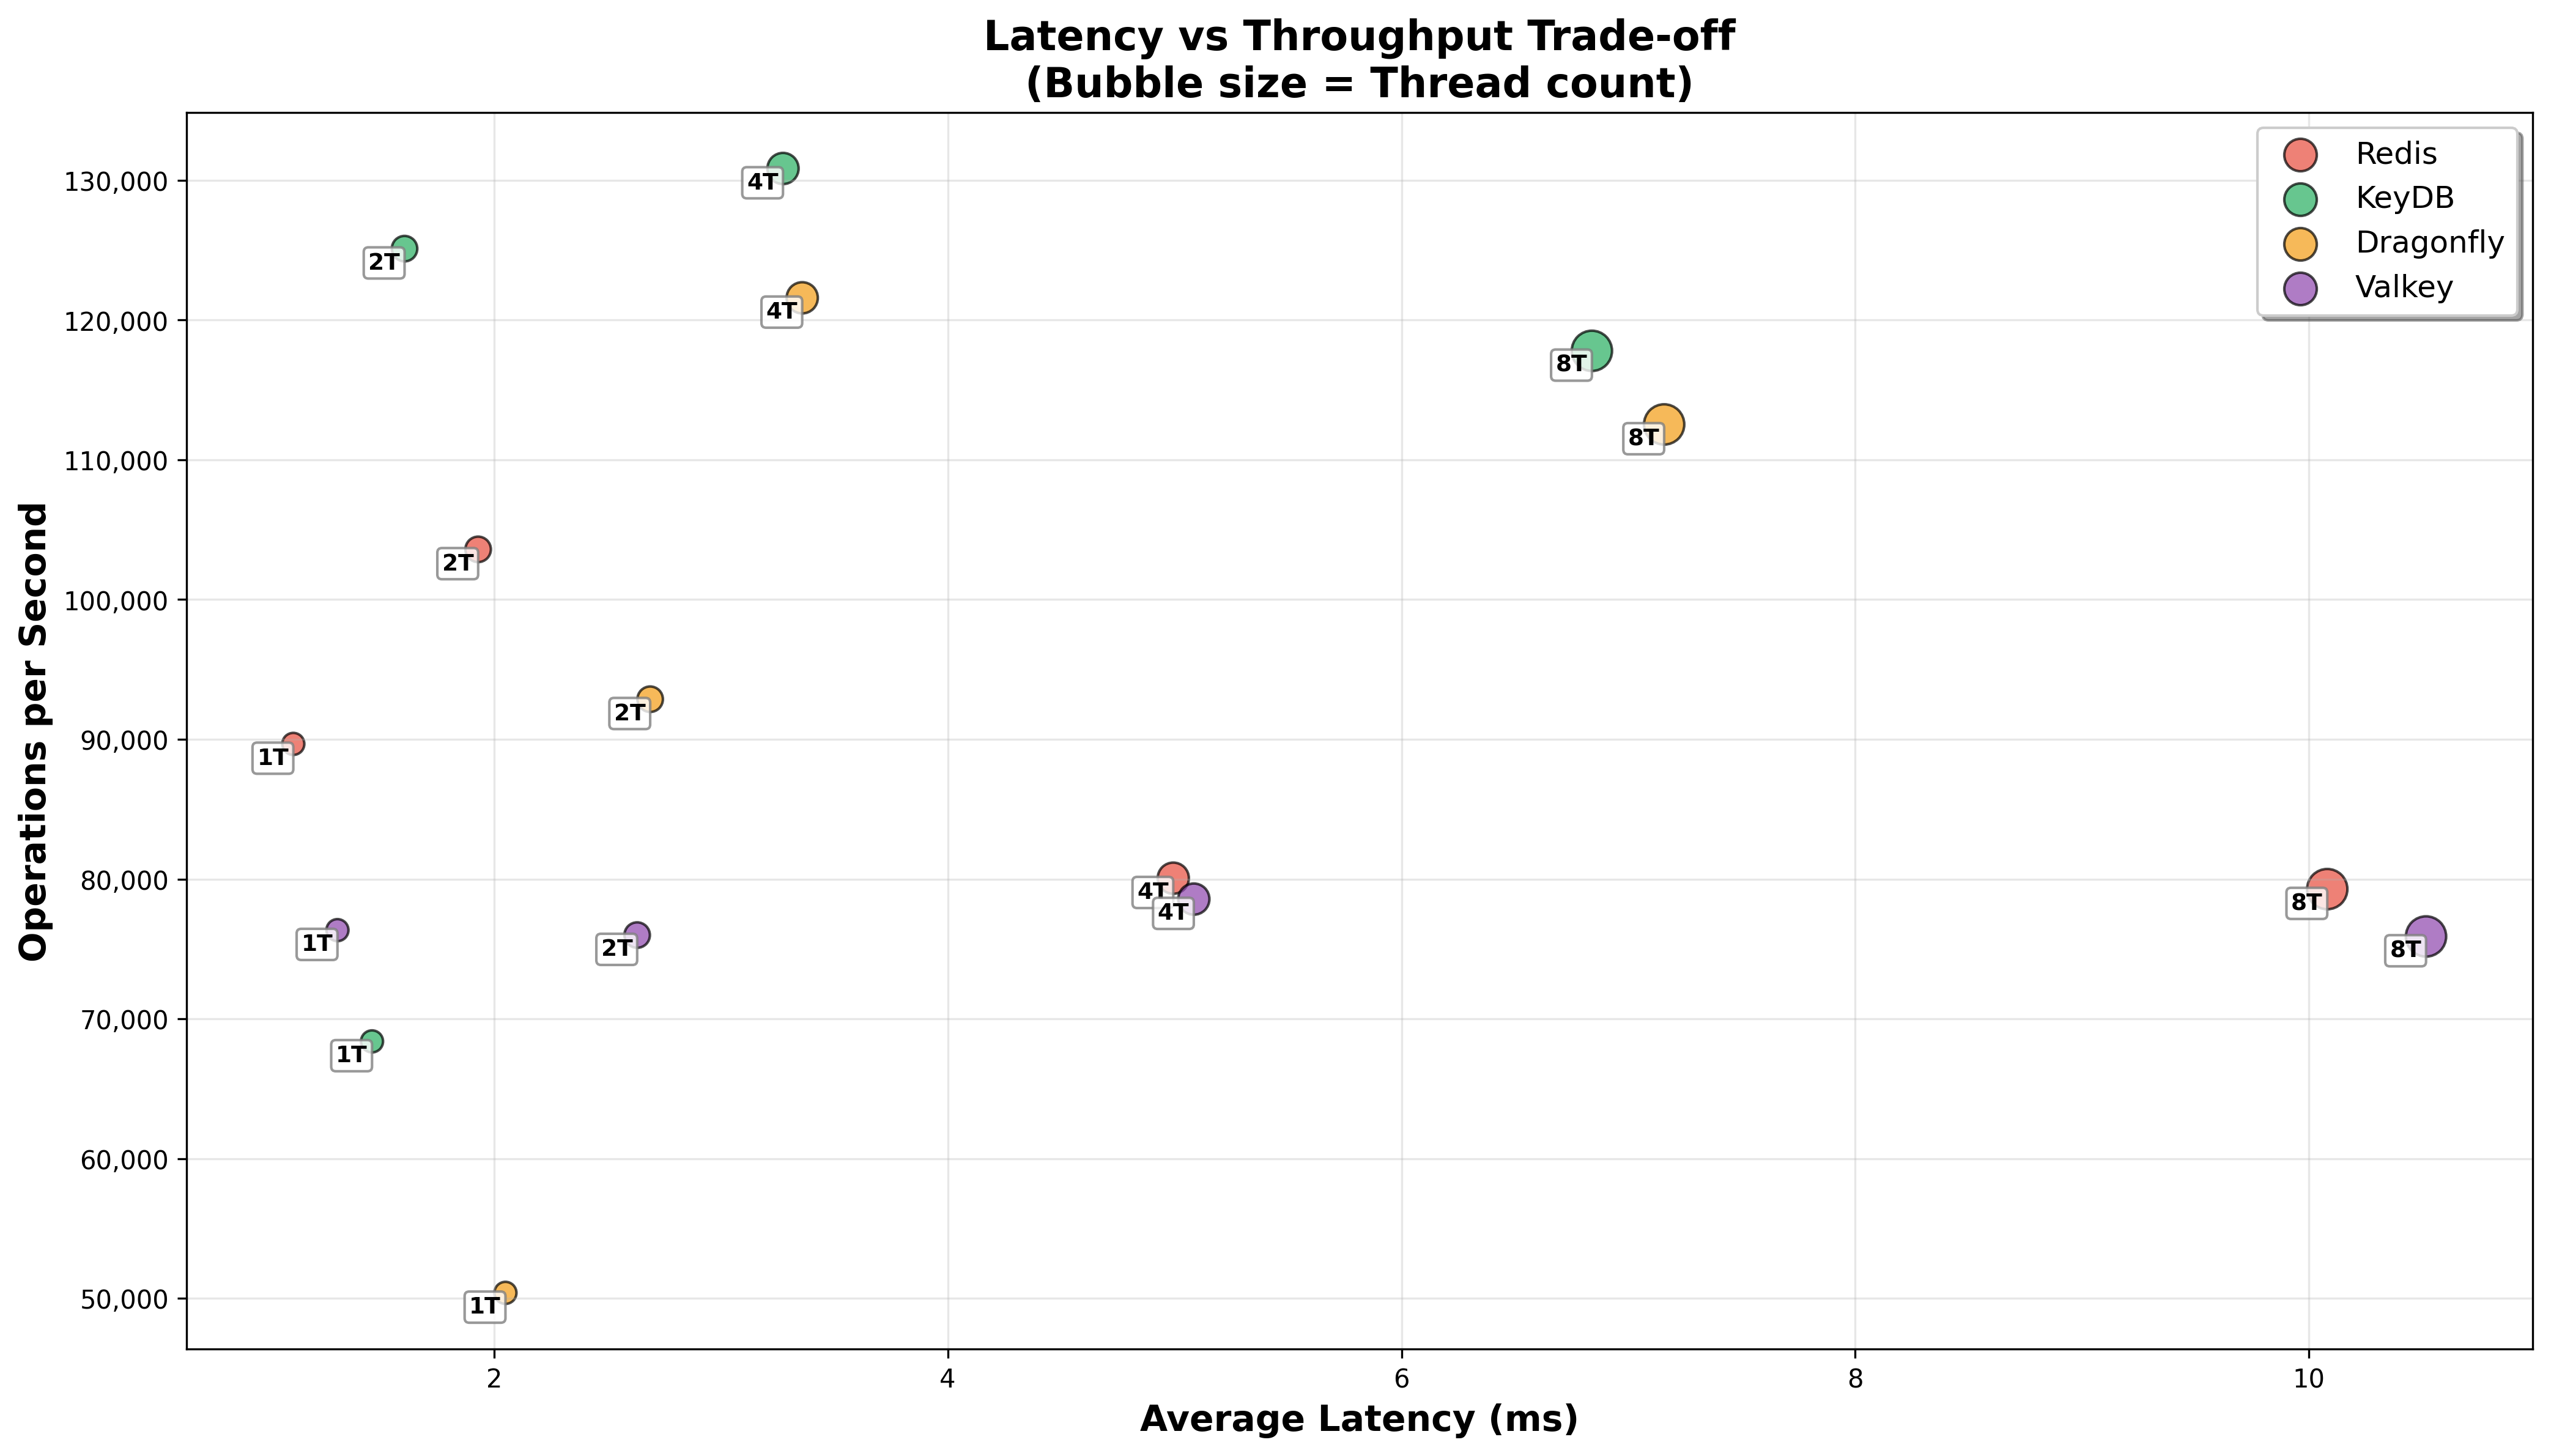 Latency vs Throughput Trade-off
(Bubble size = Thread count)
Redis
KeyDB
Dragonfly
Valkey
130,000
120,000
110,000
100,000
90,000
80,000
70,000
60,000
50,000
Operations per Second
4T
2T
4T
8T
8T
2T
2T
1T
4T
4T
8T
1T
2T
8T
1T
1T
2
4
6
8
10
Average Latency (ms)